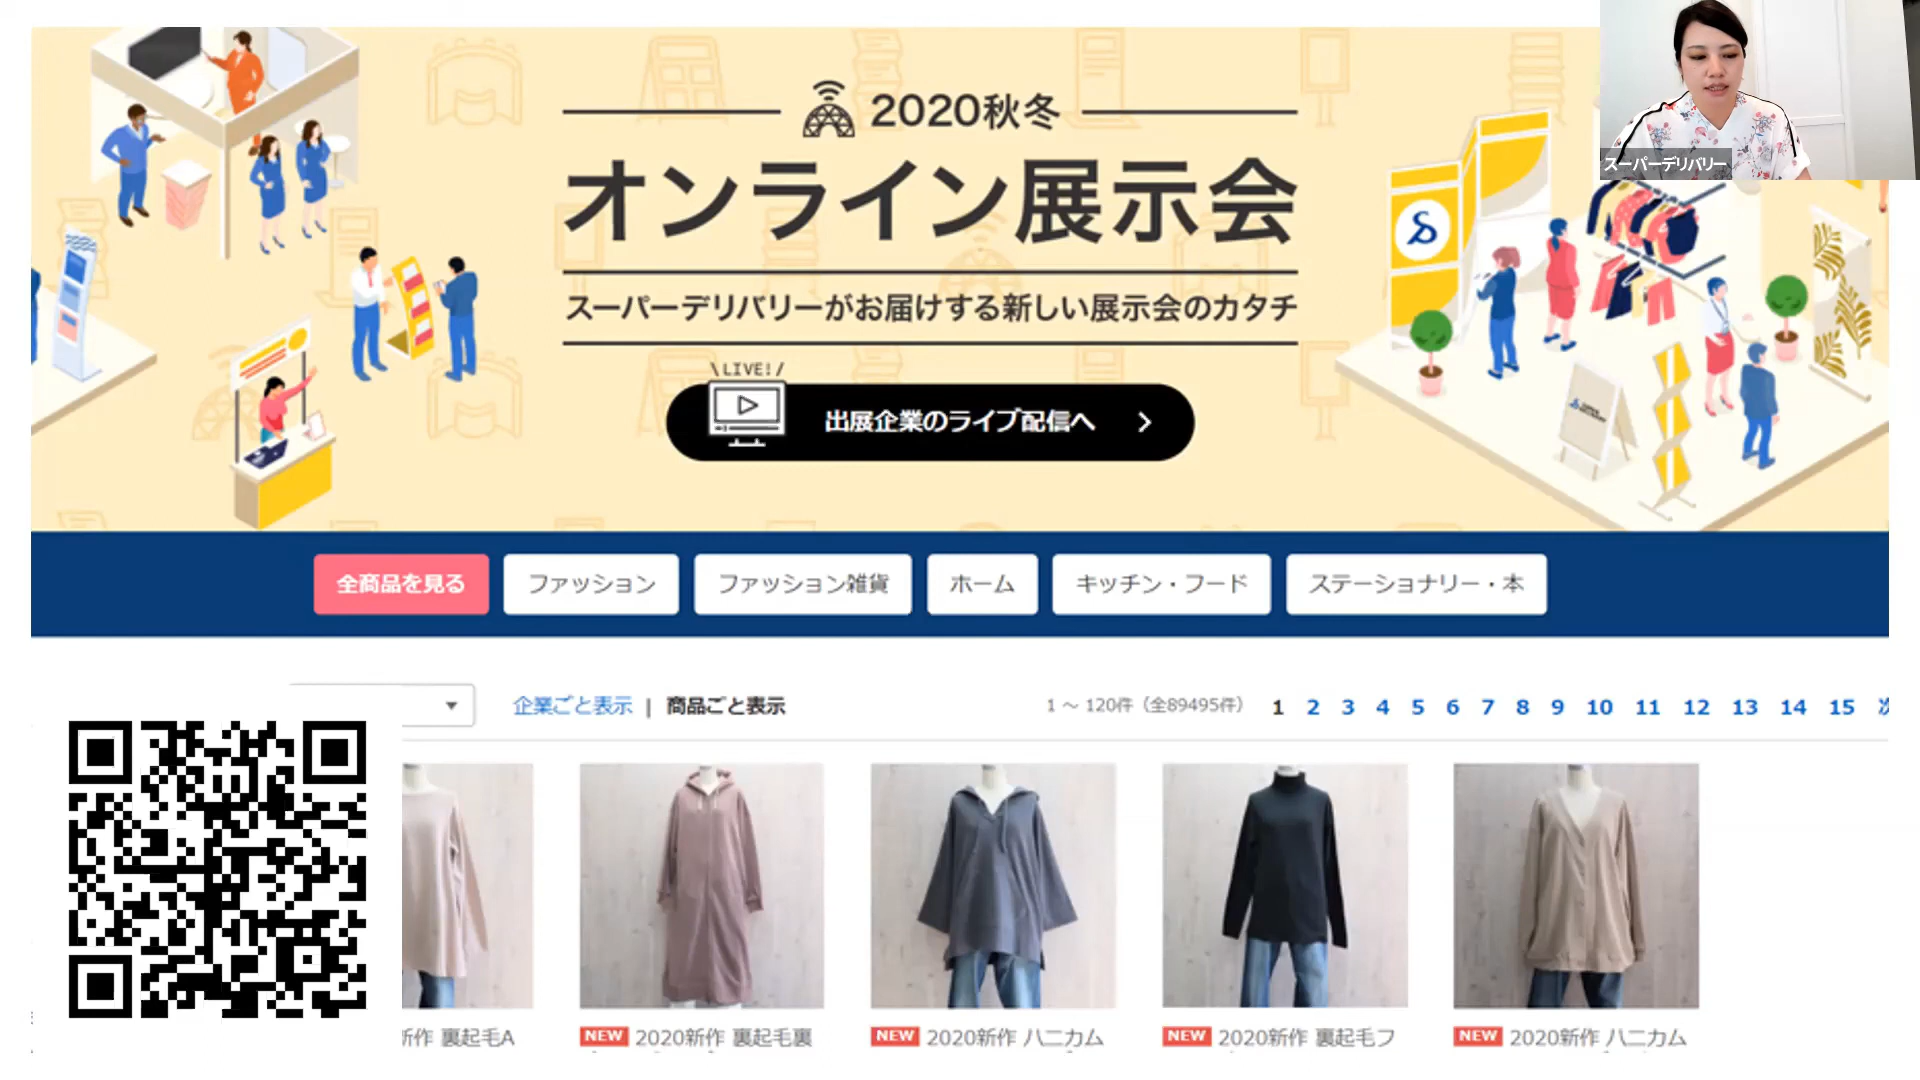 2020秋冬
オンライン展示会
スーパーデリバリーがお届けする新しい展示会のカタチ
\LIVE!/
出展企業のライブ配信へ
スーパーデリバリー
全商品を見る ファッション ファッション雑貨 ホーム キッチン・フード ステーショナリー・本
企業ごと表示 | 商品ごと表示 1 ～ 120件（全89495件） 1 2 3 4 5 6 7 8 9 10 11 12 13 14 15
新作 裏起毛A
NEW 2020新作 裏起毛裏
NEW 2020新作 ハニカム
NEW 2020新作 裏起毛フ
NEW 2020新作 ハニカム